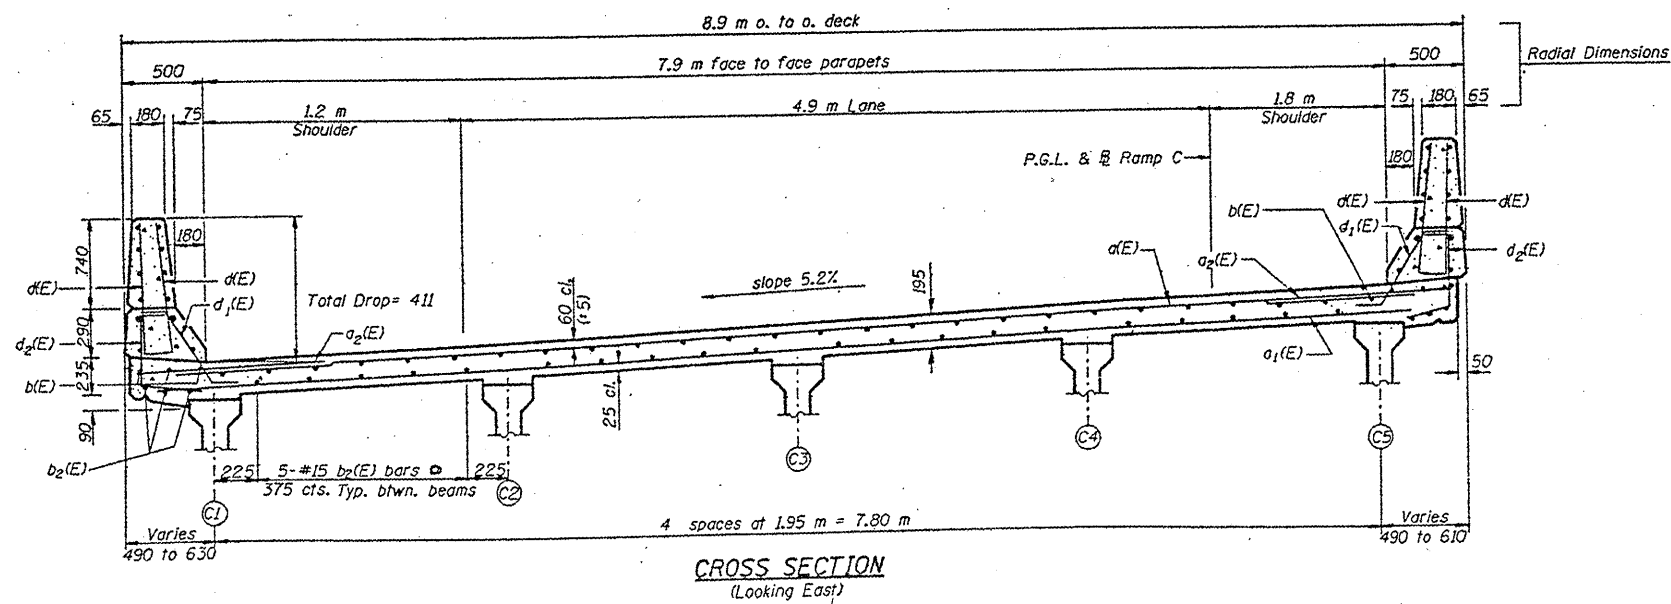 8.9 m o. to o. deck
Radial Dimensions
500
7.9 m face to face parapets
500
65
180
75
1.2 m
Shoulder
4.9 m Lane
1.8 m
Shoulder
75
180
65
P.G.L. & ℄ Ramp C
180
180
740
290
235
90
d(E)
d(E)
d1(E)
d2(E)
b(E)
b2(E)
Total Drop= 411
a2(E)
60 cl.
(±5)
25 cl.
slope 5.2%
195
a(E)
a2(E)
b(E)
d(E)
d1(E)
d(E)
d2(E)
a1(E)
50
225
5-#15 b2(E) bars
225
375 cts. Typ. btwn. beams
C1
C2
C3
C4
C5
4 spaces at 1.95 m = 7.80 m
Varies
490 to 630
Varies
490 to 610
CROSS SECTION
(Looking East)